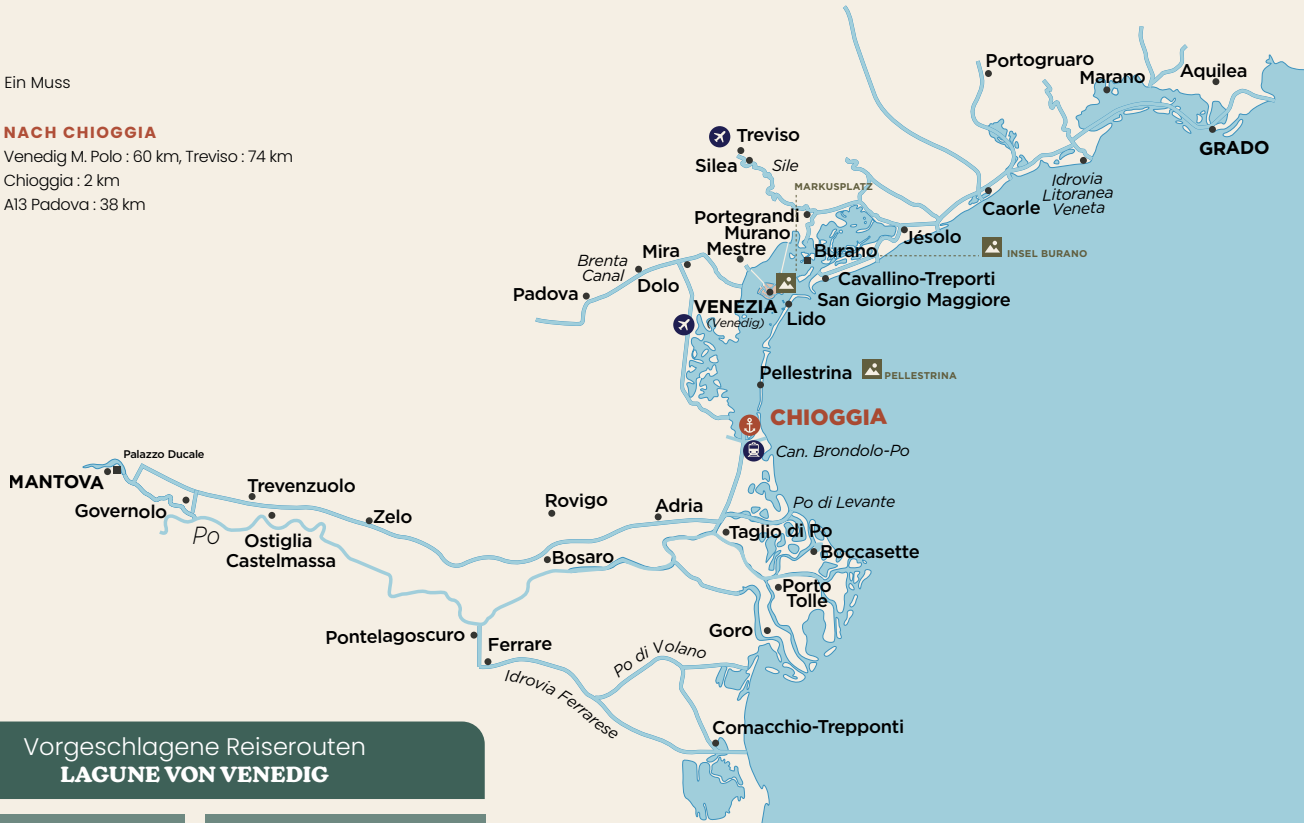 Ein Muss
NACH CHIOGGIA
Venedig M. Polo : 60 km, Treviso : 74 km
Chioggia : 2 km
A13 Padova : 38 km
Portogruaro
Marano
Aquilea
GRADO
Treviso
Silea
Sile
MARKUSPLATZ
Idrovia
Litoranea
Veneta
Caorle
Portegrandi
Murano
Mestre
Jésolo
Burano
INSEL BURANO
Mira
Brenta
Canal
Dolo
Padova
Cavallino-Treporti
San Giorgio Maggiore
VENEZIA
(Venedig)
Lido
Pellestrina
PELLESTRINA
CHIOGGIA
Can. Brondolo-Po
Palazzo Ducale
MANTOVA
Governolo
Trevenzuolo
Zelo
Po
Ostiglia
Castelmassa
Rovigo
Adria
Po di Levante
Taglio di Po
Bosaro
Boccasette
Porto
Tolle
Goro
Pontelagoscuro
Ferrare
Po di Volano
Idrovia Ferrarese
Comacchio-Trepponti
Vorgeschlagene Reiserouten
LAGUNE VON VENEDIG